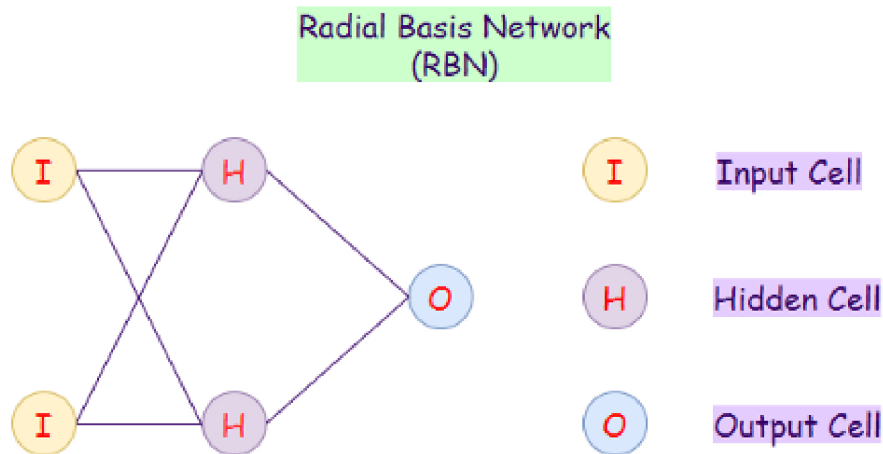 Radial Basis Network
(RBN)
I H I Input Cell
O H Hidden Cell
I H O Output Cell